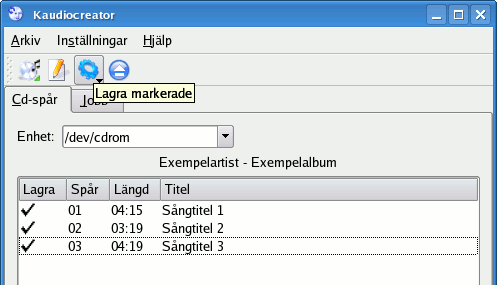 Kaudiocreator
Arkiv Inställningar Hjälp
Lagra markerade
Cd-spår Jobb
Enhet: /dev/cdrom
Exempelartist - Exempelalbum
Lagra Spår Längd Titel
01 04:15 Sångtitel 1
02 03:19 Sångtitel 2
03 04:19 Sångtitel 3